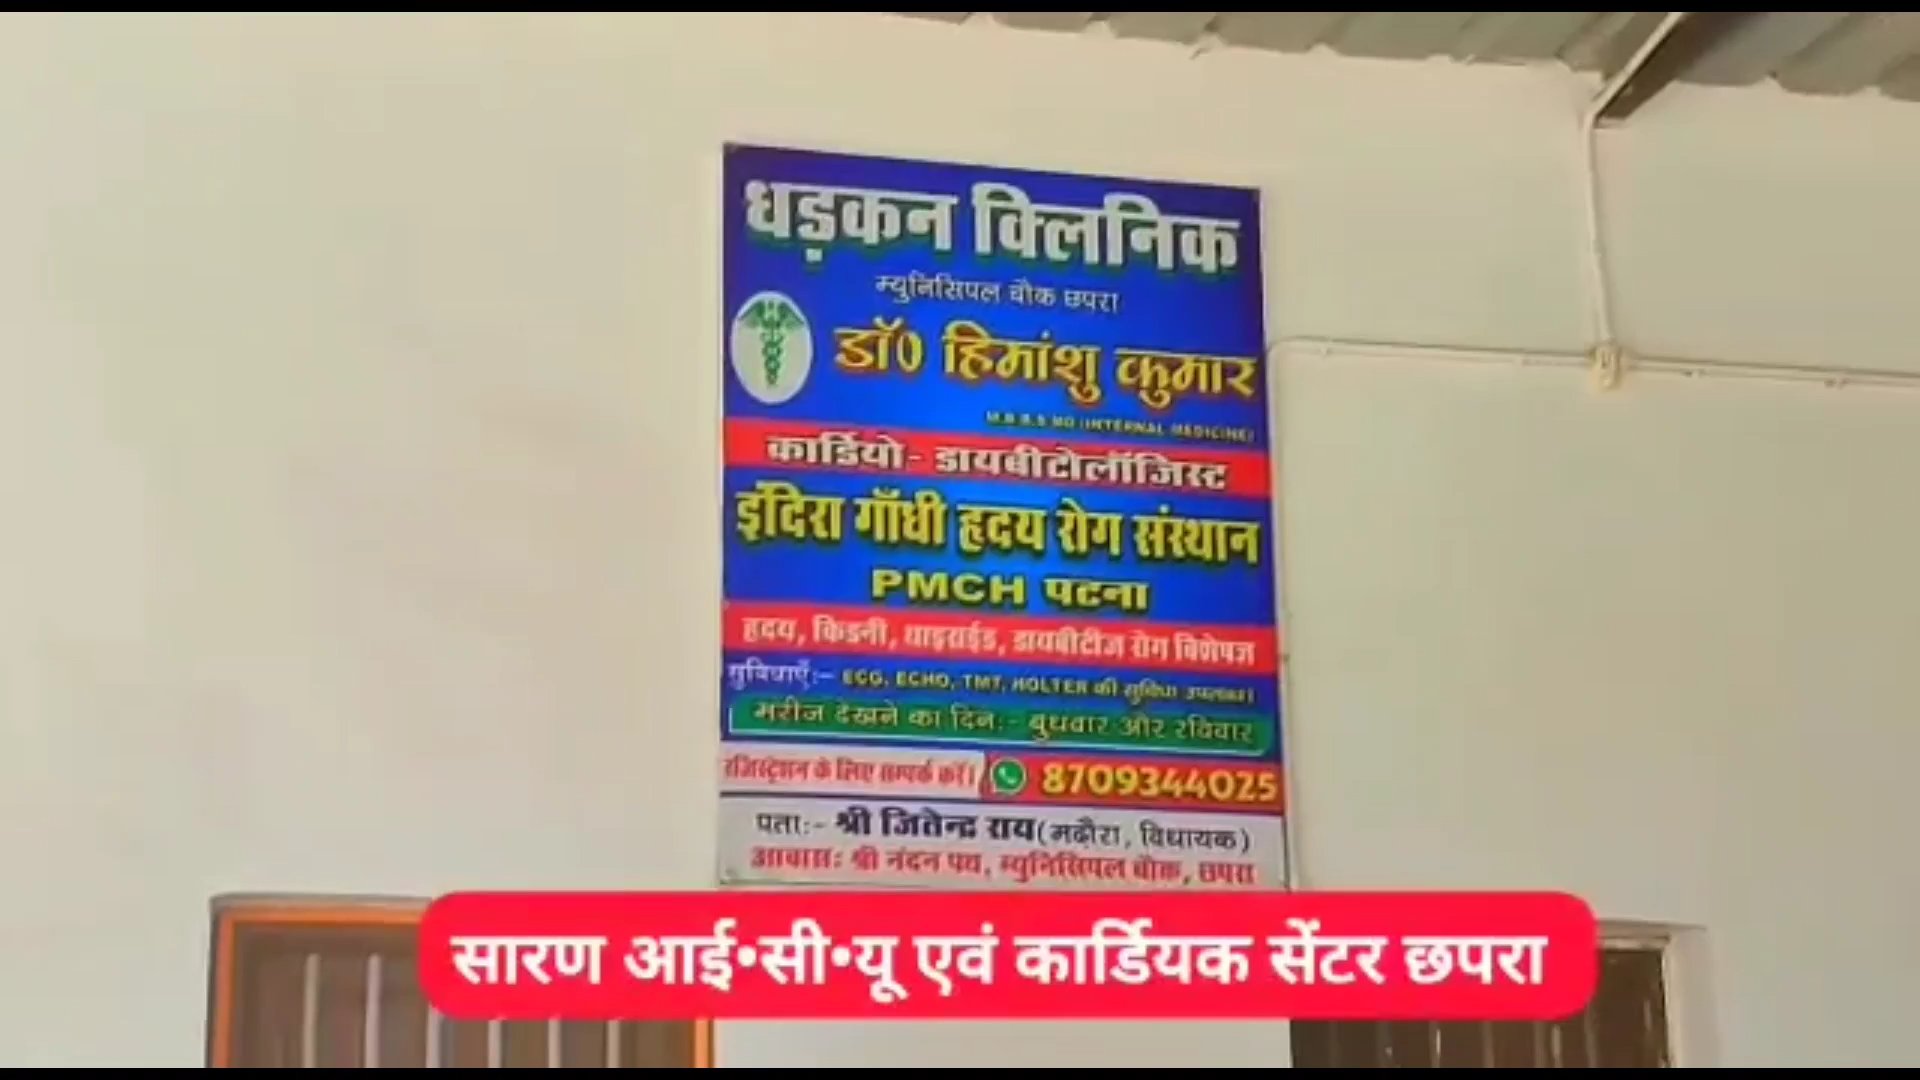 धड़कन क्लिनिक
म्युनिसिपल चौक छपरा
डॉ० हिमांशु कुमार
M.B.B.S MD (INTERNAL MEDICINE)
कार्डियो- डायबीटोलॉजिस्ट
इंदिरा गाँधी हृदय रोग संस्थान
PMCH पटना
हृदय, किडनी, थाइराईड, डायबीटीज रोग विशेषज्ञ
सुविधाएँ:- ECG, ECHO, TMT, HOLTER की सुविधा उपलब्ध।
मरीज देखने का दिन:- बुधवार और रविवार
रजिस्ट्रेशन के लिए सम्पर्क करें। 8709344025
पता:- श्री जितेन्द्र राय(मढ़ौरा, विधायक)
आवास: श्री नंदन पथ, म्युनिसिपल चौक, छपरा
सारण आई•सी•यू एवं कार्डियक सेंटर छपरा